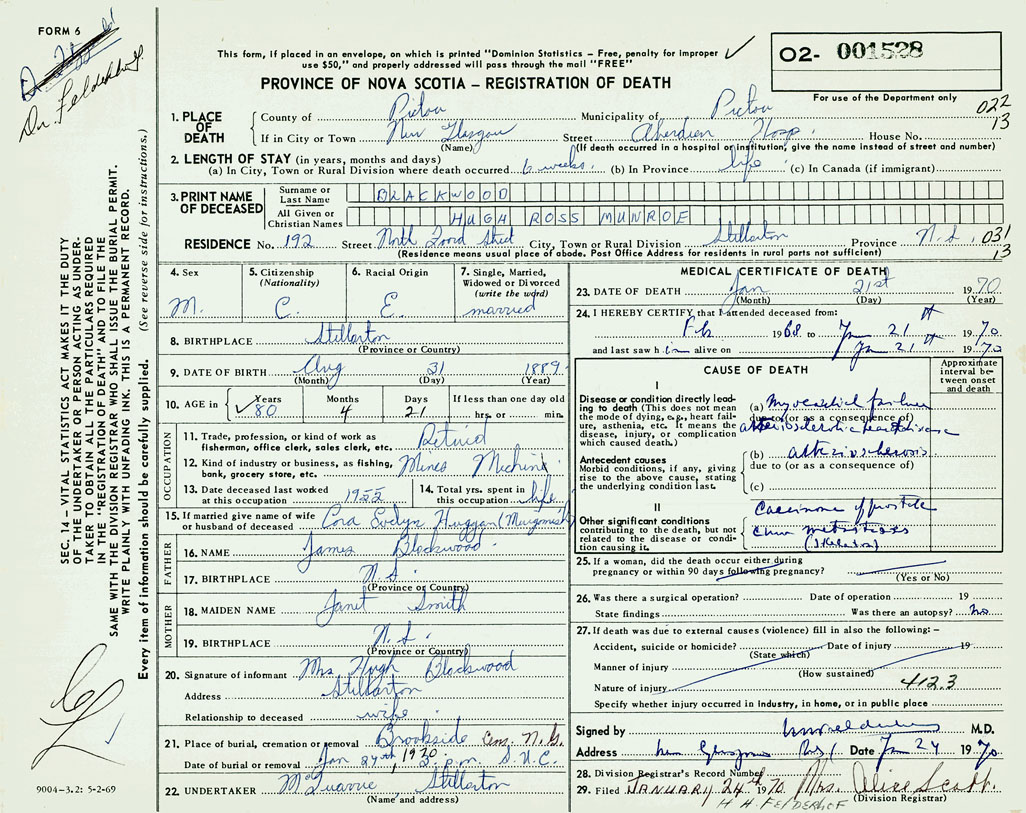 FORM 6
Dr. Felderhof
This form, if placed in an envelope, on which is printed "Dominion Statistics – Free, penalty for improper
use $50," and properly addressed will pass through the mail "FREE"
O2- 001528
For use of the Department only
PROVINCE OF NOVA SCOTIA – REGISTRATION OF DEATH
022
13
1. PLACE OF DEATH
County of Pictou Municipality of Pictou
If in City or Town New Glasgow Street Aberdeen Hosp. House No.
(Name) (If death occurred in a hospital or institution, give the name instead of street and number)
2. LENGTH OF STAY (in years, months and days)
(a) In City, Town or Rural Division where death occurred 6 weeks (b) In Province life (c) In Canada (if immigrant)
3. PRINT NAME OF DECEASED
Surname or Last Name BLACKWOOD
All Given or Christian Names HUGH ROSS MUNROE
RESIDENCE No. 192 Street North Foord Street City, Town or Rural Division Stellarton Province N.S. 031
13
(Residence means usual place of abode. Post Office Address for residents in rural parts not sufficient)
4. Sex M.
5. Citizenship (Nationality) C.
6. Racial Origin E.
7. Single, Married, Widowed or Divorced (write the word) married
8. BIRTHPLACE Stellarton
(Province or Country)
9. DATE OF BIRTH Aug 31 1889
(Month) (Day) (Year)
10. AGE in Years 80 Months 4 Days 21 If less than one day old hrs. or min.
OCCUPATION
11. Trade, profession, or kind of work as fisherman, office clerk, sales clerk, etc. Retired
12. Kind of industry or business, as fishing, bank, grocery store, etc. Mines
13. Date deceased last worked at this occupation 1955
14. Total yrs. spent in this occupation life
15. If married give name of wife or husband of deceased Cora Evelyn Huggan
FATHER
16. NAME James Blackwood
17. BIRTHPLACE N.S.
(Province or Country)
MOTHER
18. MAIDEN NAME Janet Smith
19. BIRTHPLACE N.S.
(Province or Country)
20. Signature of informant Mrs. Hugh Blackwood
Address Stellarton
Relationship to deceased wife
21. Place of burial, cremation or removal Brookside Cem. N.G.
Date of burial or removal Jan 24th, 1970 p.m.
22. UNDERTAKER Stellarton
(Name and address)
MEDICAL CERTIFICATE OF DEATH
23. DATE OF DEATH Jan 21st 1970
(Month) (Day) (Year)
24. I HEREBY CERTIFY that I attended deceased from:
Feb 1968 to Jan 21 1970
and last saw him alive on Jan 21 1970
CAUSE OF DEATH
Approximate interval between onset and death
I
Disease or condition directly leading to death (This does not mean the mode of dying, e.g., heart failure, asthenia, etc. It means the disease, injury, or complication which caused death.)
(a) myocardial failure
due to (or as a consequence of)
arteriosclerotic heart disease
Antecedent causes
Morbid conditions, if any, giving rise to the above cause, stating the underlying condition last.
(b) atherosclerosis
due to (or as a consequence of)
(c)
II
Other significant conditions contributing to the death, but not related to the disease or condition causing it.
Carcinoma of prostate
metastases
(skeletal)
25. If a woman, did the death occur either during
pregnancy or within 90 days following pregnancy?
(Yes or No)
26. Was there a surgical operation? Date of operation 19
State findings Was there an autopsy? no
27. If death was due to external causes (violence) fill in also the following: –
Accident, suicide or homicide? Date of injury 19
(State which)
Manner of injury
(How sustained)
Nature of injury 412.3
Specify whether injury occurred in Industry, in home, or in public place
Signed by M.D.
Address New Glasgow Date Jan 24 1970
28. Division Registrar's Record Number
29. Filed JANUARY 24th 1970 Mrs. Alice Scott.
H H FELDERHOF (Division Registrar)
SEC. 14 – VITAL STATISTICS ACT MAKES IT THE DUTY
OF THE UNDERTAKER OR PERSON ACTING AS UNDER-
TAKER TO OBTAIN ALL THE PARTICULARS REQUIRED
IN THE "REGISTRATION OF DEATH" AND TO FILE THE
SAME WITH THE DIVISION REGISTRAR WHO SHALL ISSUE THE BURIAL PERMIT.
WRITE PLAINLY WITH UNFADING INK. THIS IS A PERMANENT RECORD.
Every item of information should be carefully supplied. (See reverse side for instructions.)
9004-3.2: 5-2-69